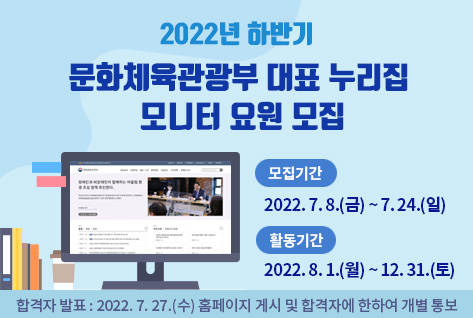 2022년 하반기
문화체육관광부 대표 누리집
모니터 요원 모집
모집기간
2022. 7. 8.(금) ~ 7. 24.(일)
활동기간
2022. 8. 1.(월) ~ 12. 31.(토)
합격자 발표 : 2022. 7. 27.(수) 홈페이지 게시 및 합격자에 한하여 개별 통보